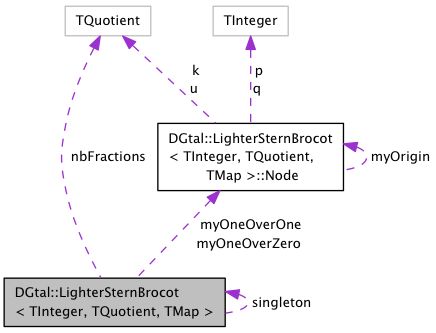 TQuotient
TInteger
k
u
p
q
DGtal::LighterSternBrocot
< TInteger, TQuotient,
TMap >::Node
nbFractions
myOrigin
myOneOverOne
myOneOverZero
DGtal::LighterSternBrocot
< TInteger, TQuotient, TMap >
singleton